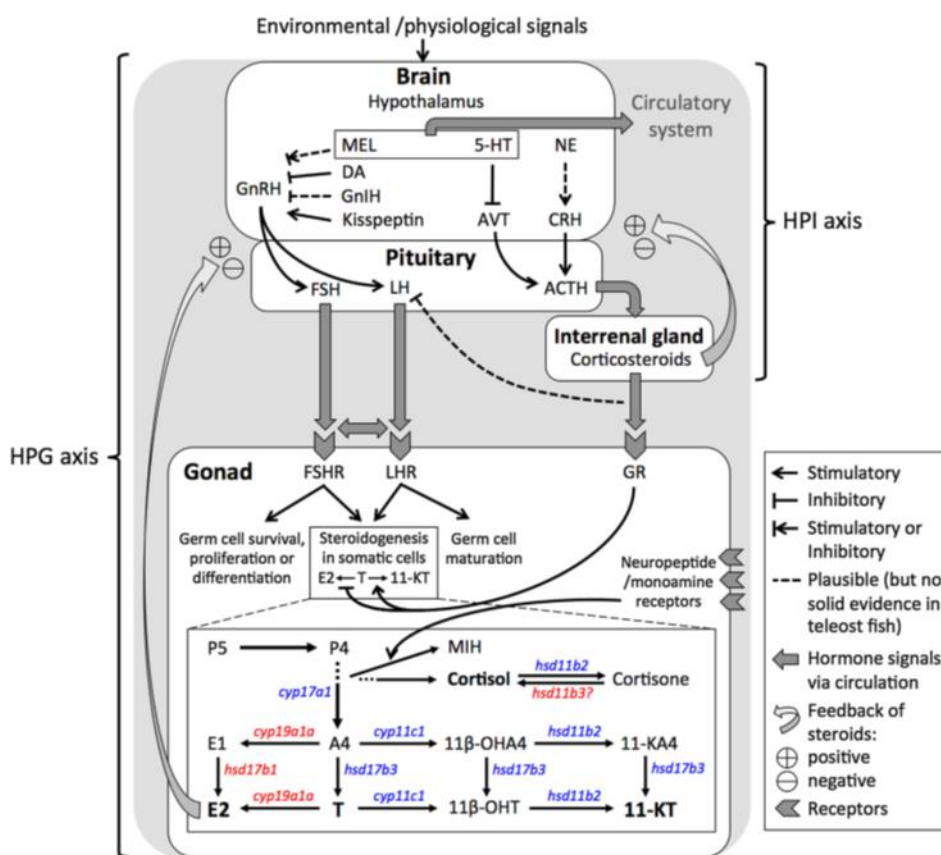 Environmental /physiological signals
Brain
Hypothalamus
Circulatory
system
MEL 5-HT NE
DA
GnRH
GnIH
Kisspeptin AVT CRH
HPI axis
Pituitary
FSH LH ACTH
Interrenal gland
Corticosteroids
HPG axis
Gonad FSHR LHR GR
Germ cell survival,
proliferation or
differentiation
Steroidogenesis
in somatic cells
E2 T 11-KT
Germ cell
maturation
Neuropeptide
/monoamine
receptors
P5 P4 MIH
cyp17a1 Cortisol hsd11b2 Cortisone
hsd11b3?
E1 cyp19a1a A4 cyp11c1 11β-OHA4 hsd11b2 11-KA4
hsd17b1 hsd17b3 hsd17b3 hsd17b3
E2 cyp19a1a T cyp11c1 11β-OHT hsd11b2 11-KT
Stimulatory
Inhibitory
Stimulatory or
Inhibitory
Plausible (but no
solid evidence in
teleost fish)
Hormone signals
via circulation
Feedback of
steroids:
positive
negative
Receptors